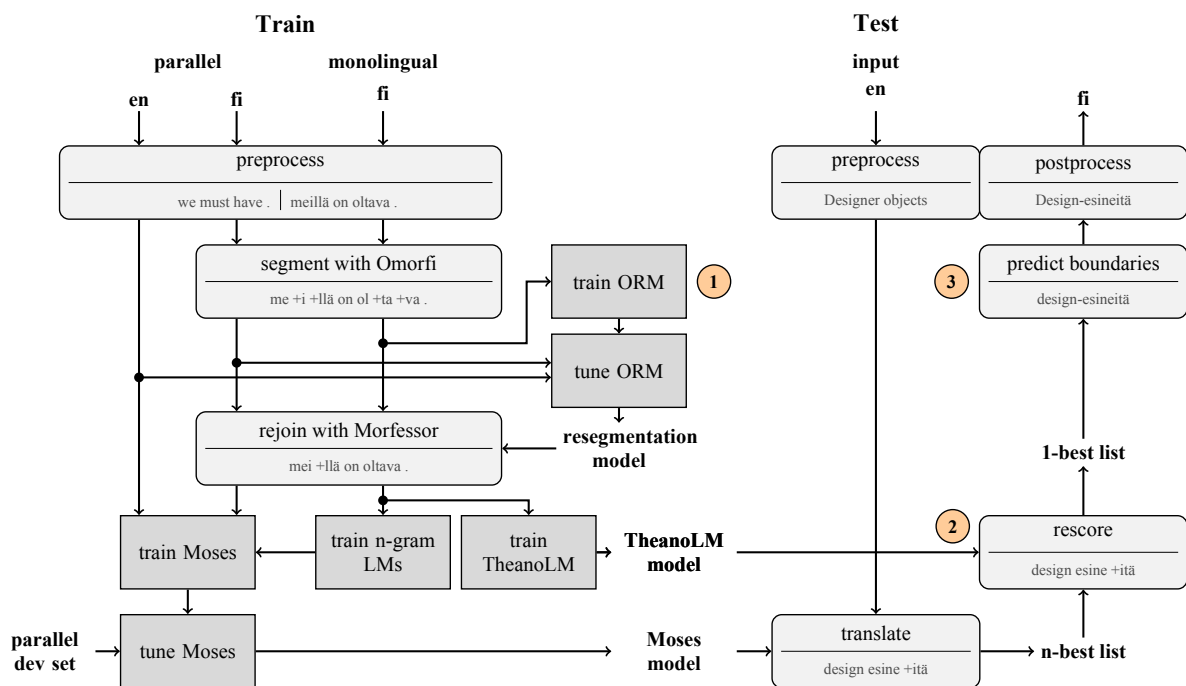 Train
Test
parallel
monolingual
input
en
fi
fi
en
fi
preprocess
we must have . | meillä on oltava .
preprocess
Designer objects
postprocess
Design-esineitä
segment with Omorfi
me +i +llä on ol +ta +va .
train ORM
1
3
predict boundaries
design-esineitä
tune ORM
rejoin with Morfessor
mei +llä on oltava .
resegmentation
model
1-best list
train Moses
train n-gram
LMs
train
TheanoLM
TheanoLM
model
2
rescore
design esine +itä
parallel
dev set
tune Moses
Moses
model
translate
design esine +itä
n-best list